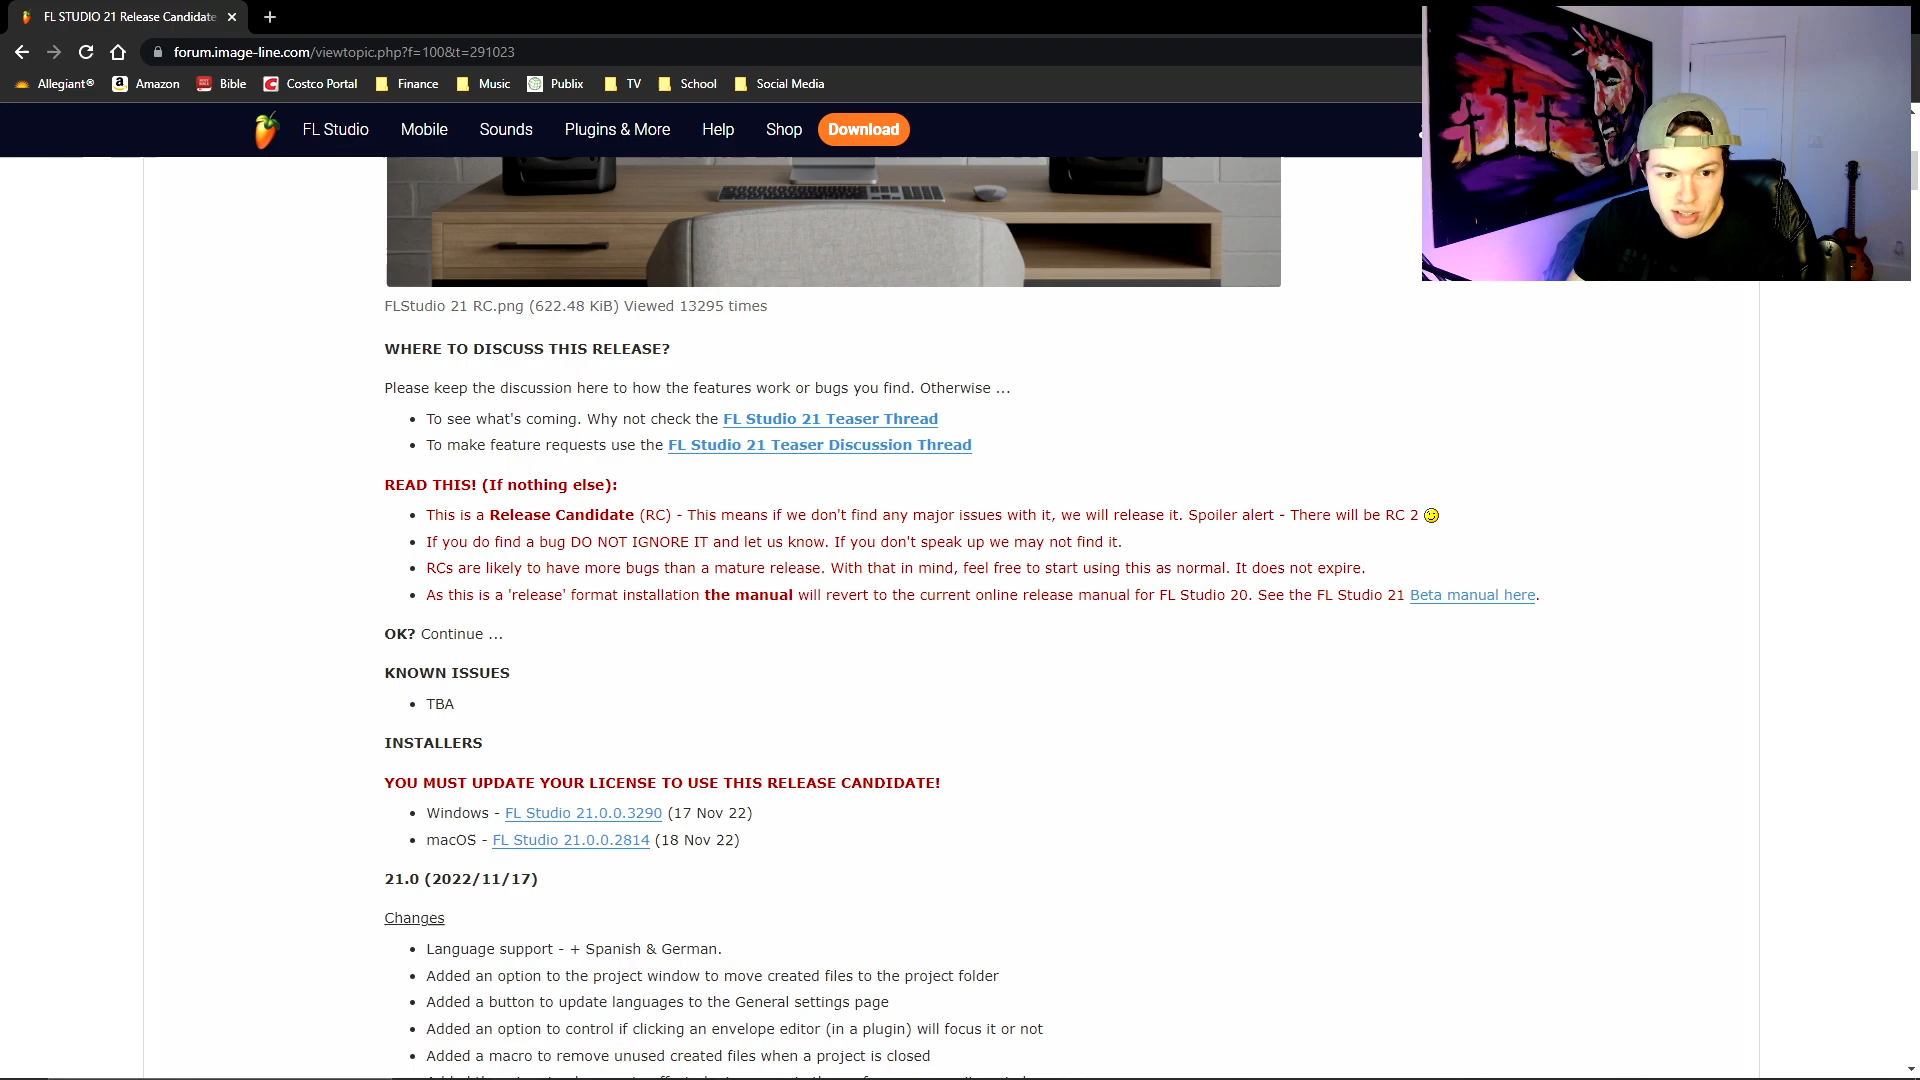 FL STUDIO 21 Release Candidate
forum.image-line.com/viewtopic.php?f=100&t=291023
Allegiant® Amazon Bible Costco Portal Finance Music Publix TV School Social Media
FL Studio Mobile Sounds Plugins & More Help Shop Download
FLStudio 21 RC.png (622.48 KiB) Viewed 13295 times
WHERE TO DISCUSS THIS RELEASE?
Please keep the discussion here to how the features work or bugs you find. Otherwise ...
• To see what's coming. Why not check the FL Studio 21 Teaser Thread
• To make feature requests use the FL Studio 21 Teaser Discussion Thread
READ THIS! (If nothing else):
• This is a Release Candidate (RC) - This means if we don't find any major issues with it, we will release it. Spoiler alert - There will be RC 2
• If you do find a bug DO NOT IGNORE IT and let us know. If you don't speak up we may not find it.
• RCs are likely to have more bugs than a mature release. With that in mind, feel free to start using this as normal. It does not expire.
• As this is a 'release' format installation the manual will revert to the current online release manual for FL Studio 20. See the FL Studio 21 Beta manual here.
OK? Continue ...
KNOWN ISSUES
• TBA
INSTALLERS
YOU MUST UPDATE YOUR LICENSE TO USE THIS RELEASE CANDIDATE!
• Windows - FL Studio 21.0.0.3290 (17 Nov 22)
• macOS - FL Studio 21.0.0.2814 (18 Nov 22)
21.0 (2022/11/17)
Changes
• Language support - + Spanish & German.
• Added an option to the project window to move created files to the project folder
• Added a button to update languages to the General settings page
• Added an option to control if clicking an envelope editor (in a plugin) will focus it or not
• Added a macro to remove unused created files when a project is closed